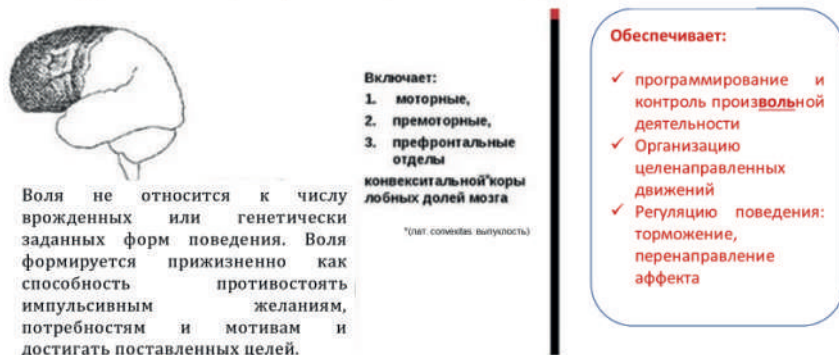 Воля не относится к числу
врожденных или генетически
заданных форм поведения. Воля
формируется прижизненно как
способность противостоять
импульсивным желаниям,
потребностям и мотивам и
достигать поставленных целей.
Включает:
1. моторные,
2. премоторные,
3. префронтальные
отделы
конвекситальной*коры
лобных долей мозга
*(лат. convexitas выпуклость)
Обеспечивает:
✓ программирование и
контроль произвольной
деятельности
✓ Организацию
целенаправленных
движений
✓ Регуляцию поведения:
торможение,
перенаправление
аффекта